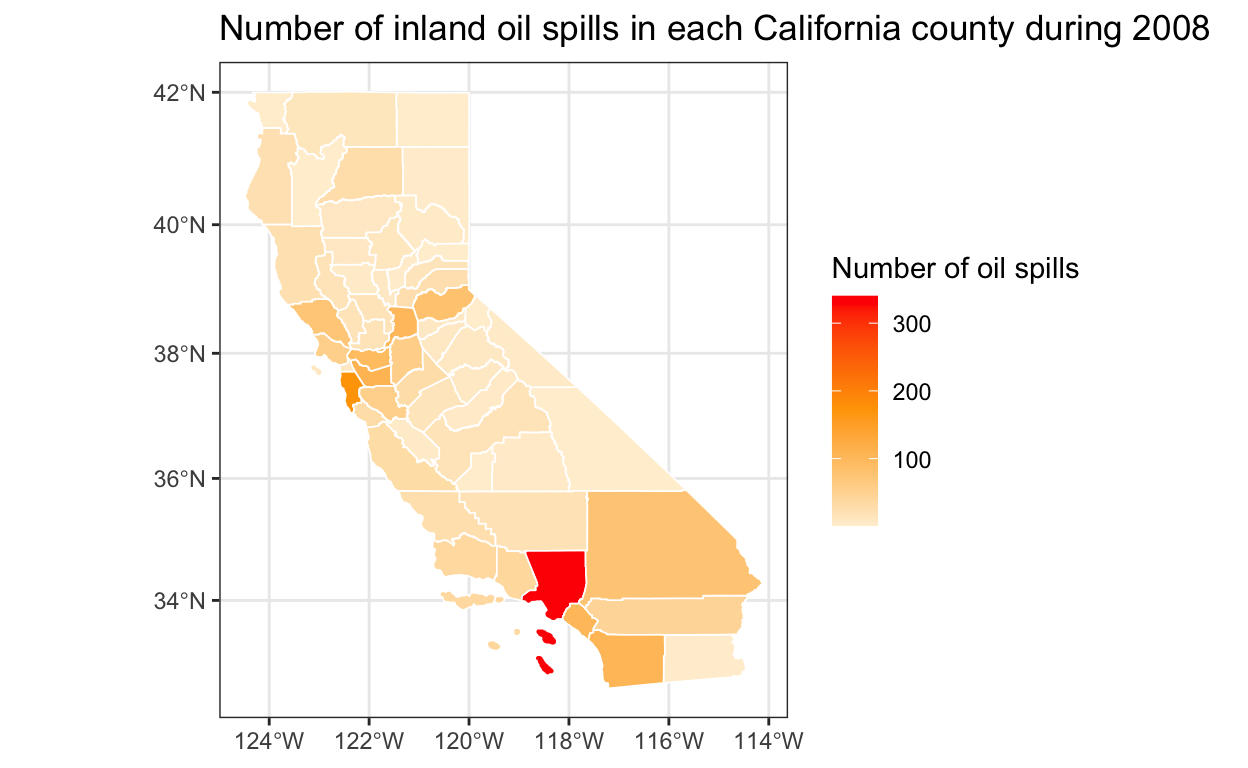 Number of inland oil spills in each California county during 2008
42°N
40°N
38°N
36°N
34°N
124°W 122°W 120°W 118°W 116°W 114°W
Number of oil spills
300
200
100